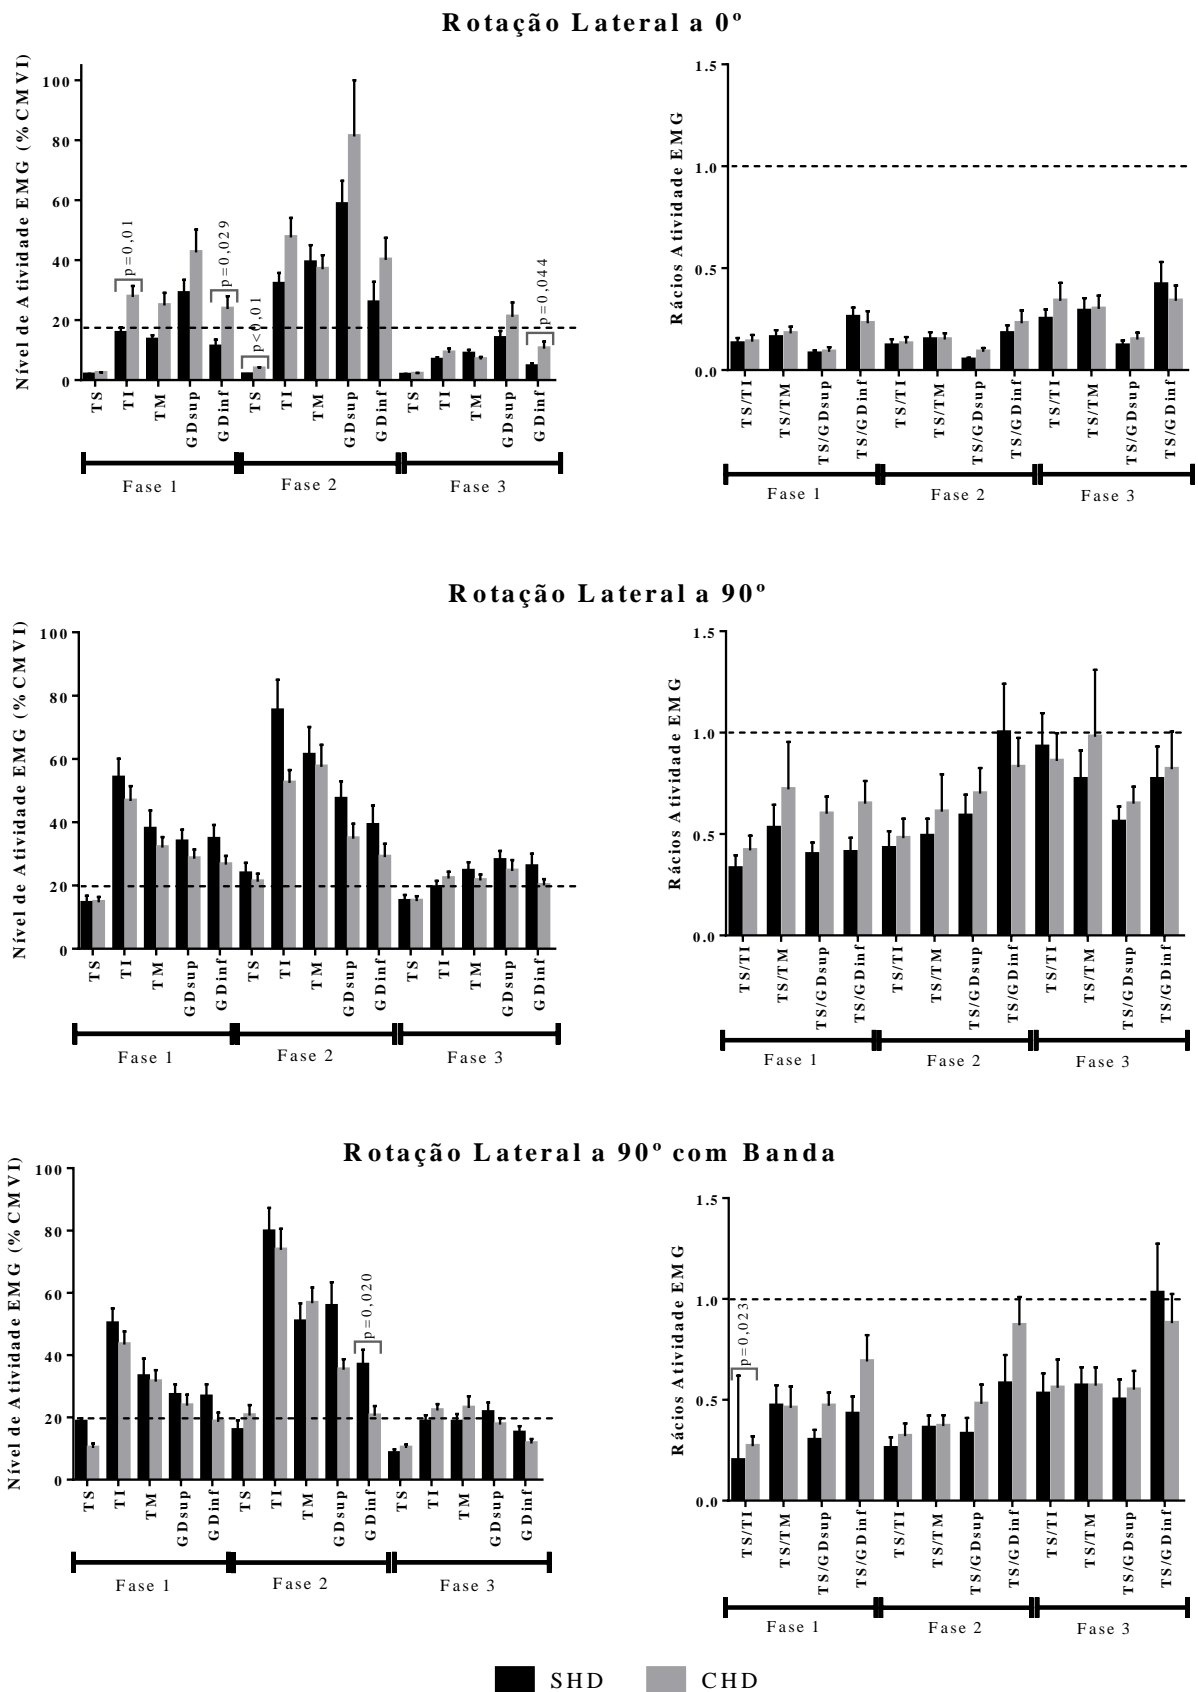 Rotação Lateral a 0º
Nível de Atividade EMG (%CMVI)
100
80
60
40
20
0
p=0,01
p=0,029
p<0,01
p=0,044
TS
TI
TM
GDsup
GDinf
TS
TI
TM
GDsup
GDinf
TS
TI
TM
GDsup
GDinf
Fase 1
Fase 2
Fase 3
Rácios Atividade EMG
1.5
1.0
0.5
0.0
TS/TI
TS/TM
TS/GDsup
TS/GDinf
TS/TI
TS/TM
TS/GDsup
TS/GDinf
TS/TI
TS/TM
TS/GDsup
TS/GDinf
Fase 1
Fase 2
Fase 3
Rotação Lateral a 90º
Nível de Atividade EMG (%CMVI)
100
80
60
40
20
0
TS
TI
TM
GDsup
GDinf
TS
TI
TM
GDsup
GDinf
TS
TI
TM
GDsup
GDinf
Fase 1
Fase 2
Fase 3
Rácios Atividade EMG
1.5
1.0
0.5
0.0
TS/TI
TS/TM
TS/GDsup
TS/GDinf
TS/TI
TS/TM
TS/GDsup
TS/GDinf
TS/TI
TS/TM
TS/GDsup
TS/GDinf
Fase 1
Fase 2
Fase 3
Rotação Lateral a 90º com Banda
Nível de Atividade EMG (%CMVI)
100
80
60
40
20
0
p=0,020
TS
TI
TM
GDsup
GDinf
TS
TI
TM
GDsup
GDinf
TS
TI
TM
GDsup
GDinf
Fase 1
Fase 2
Fase 3
Rácios Atividade EMG
1.5
1.0
0.5
0.0
p=0,023
TS/TI
TS/TM
TS/GDsup
TS/GDinf
TS/TI
TS/TM
TS/GDsup
TS/GDinf
TS/TI
TS/TM
TS/GDsup
TS/GDinf
Fase 1
Fase 2
Fase 3
SHD
CHD